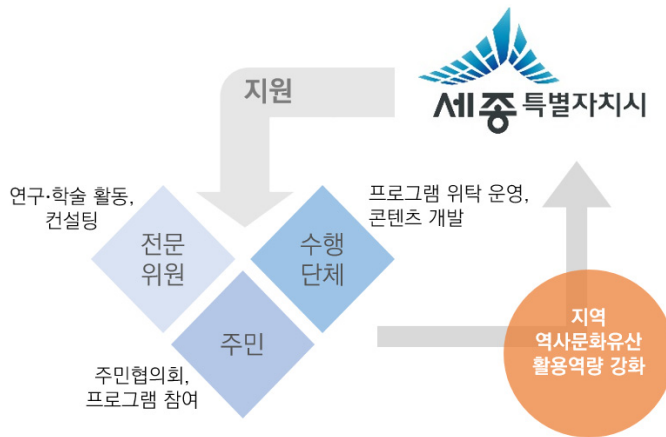 세종특별자치시
지원
연구·학술 활동,
컨설팅
프로그램 위탁 운영,
콘텐츠 개발
전문
위원
수행
단체
주민
주민협의회,
프로그램 참여
지역
역사문화유산
활용역량 강화